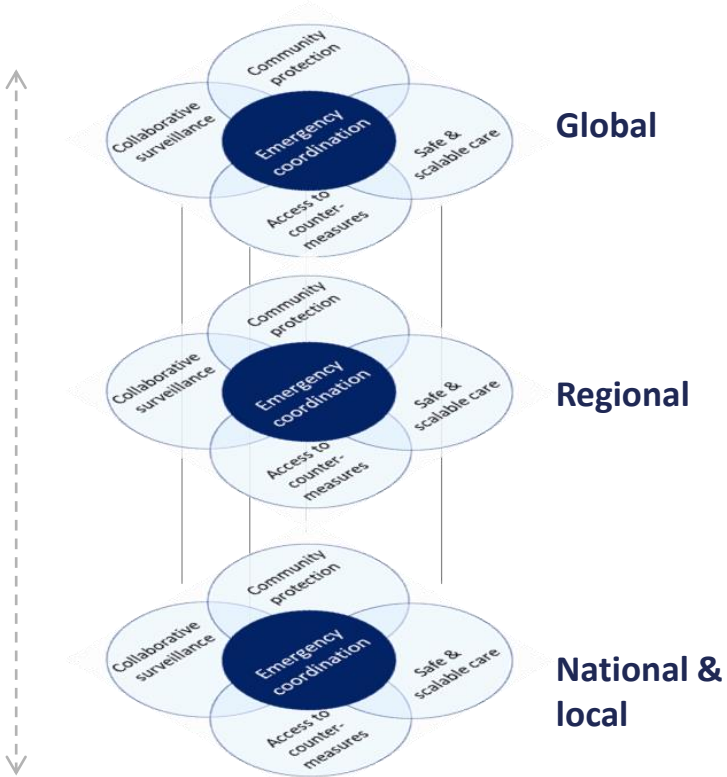 Community
protection
Collaborative
surveillance
Emergency
coordination
Safe &
scalable care
Access to
counter-
measures
Global
Community
protection
Collaborative
surveillance
Emergency
coordination
Safe &
scalable care
Access to
counter-
measures
Regional
Community
protection
Collaborative
surveillance
Emergency
coordination
Safe &
scalable care
Access to
counter-
measures
National &
local